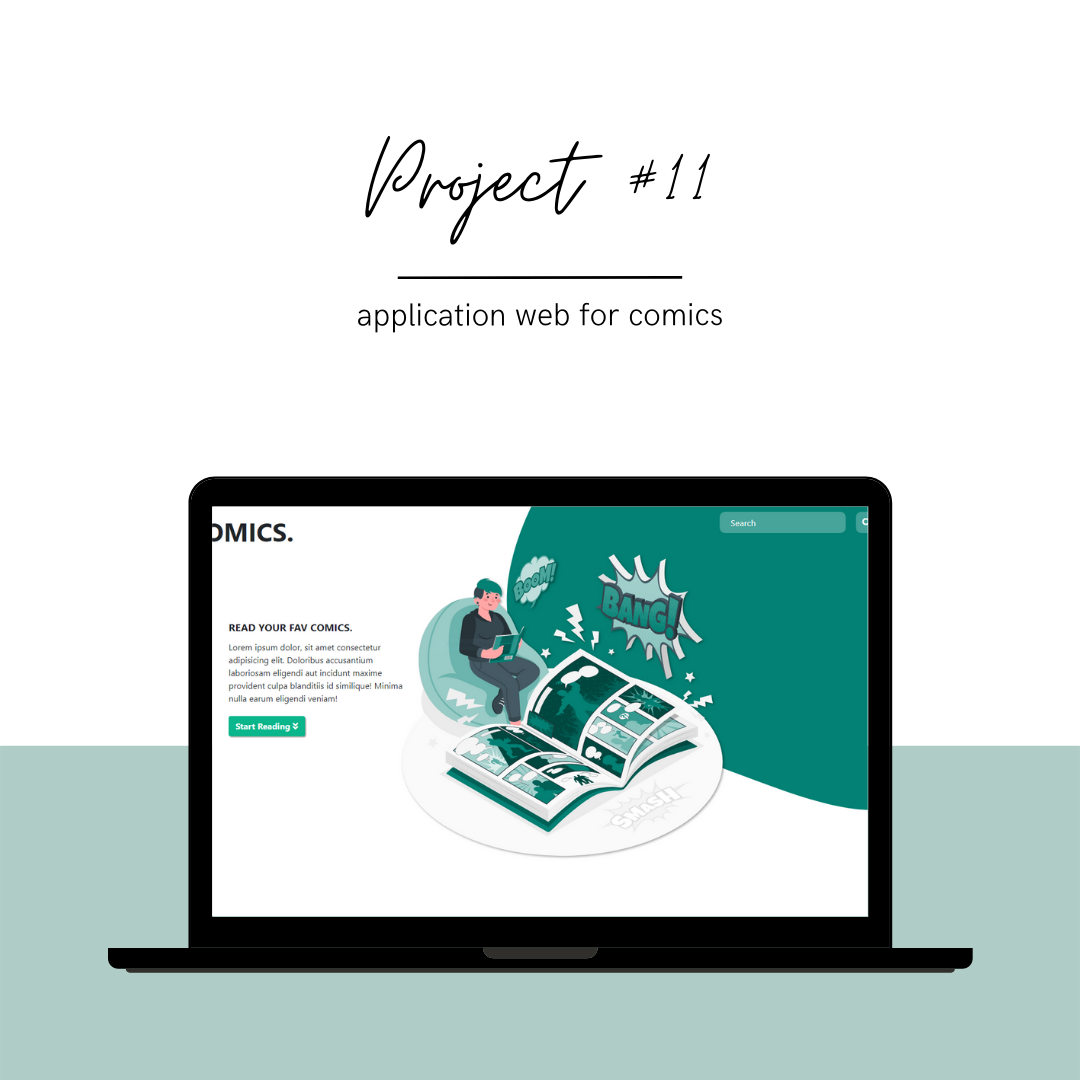 Project #11
application web for comics
OMICS.
Search
BOOM!
BANG!
READ YOUR FAV COMICS.
Lorem ipsum dolor, sit amet consectetur
adipisicing elit. Doloribus accusantium
laboriosam eligendi aut incidunt maxime
provident culpa blanditiis id similique! Minima
nulla earum eligendi veniam!
Start Reading
SMASH